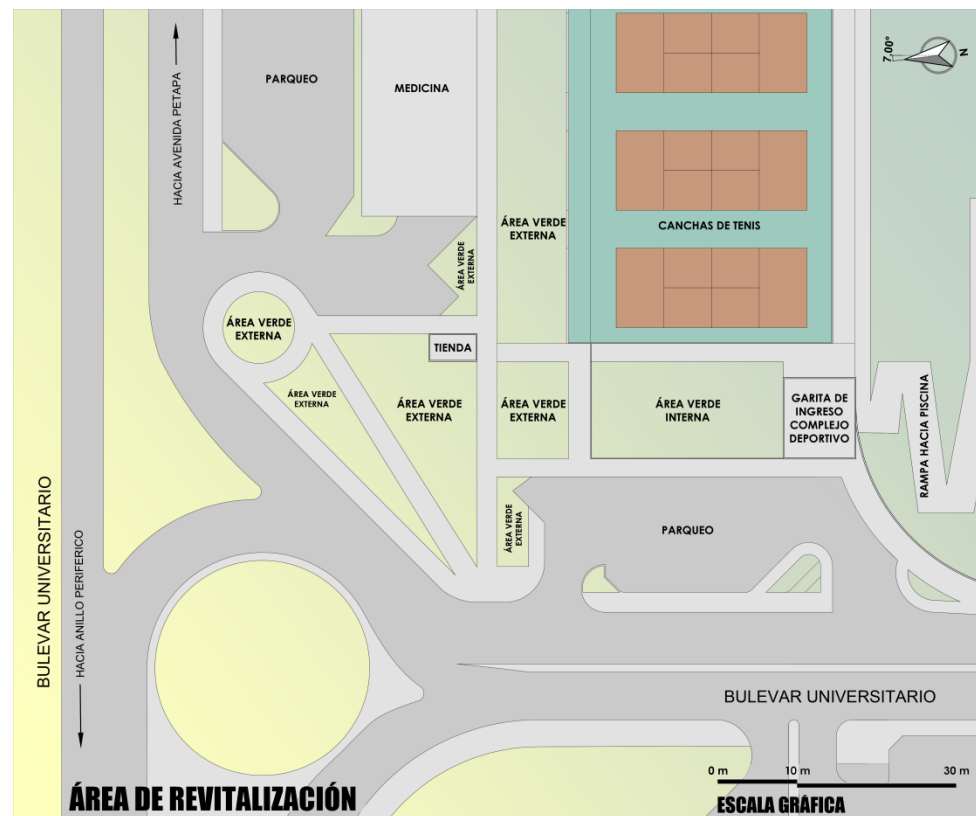 HACIA AVENIDA PETAPA
PARQUEO
MEDICINA
7.00°
N
ÁREA VERDE
EXTERNA
CANCHAS DE TENIS
ÁREA VERDE
EXTERNA
ÁREA VERDE
EXTERNA
TIENDA
ÁREA VERDE
EXTERNA
ÁREA VERDE
EXTERNA
ÁREA VERDE
EXTERNA
ÁREA VERDE
INTERNA
GARITA DE
INGRESO
COMPLEJO
DEPORTIVO
RAMPA HACIA PISCINA
BULEVAR UNIVERSITARIO
HACIA ANILLO PERIFERICO
ÁREA VERDE
EXTERNA
PARQUEO
BULEVAR UNIVERSITARIO
0 m 10 m 30 m
ESCALA GRÁFICA
ÁREA DE REVITALIZACIÓN